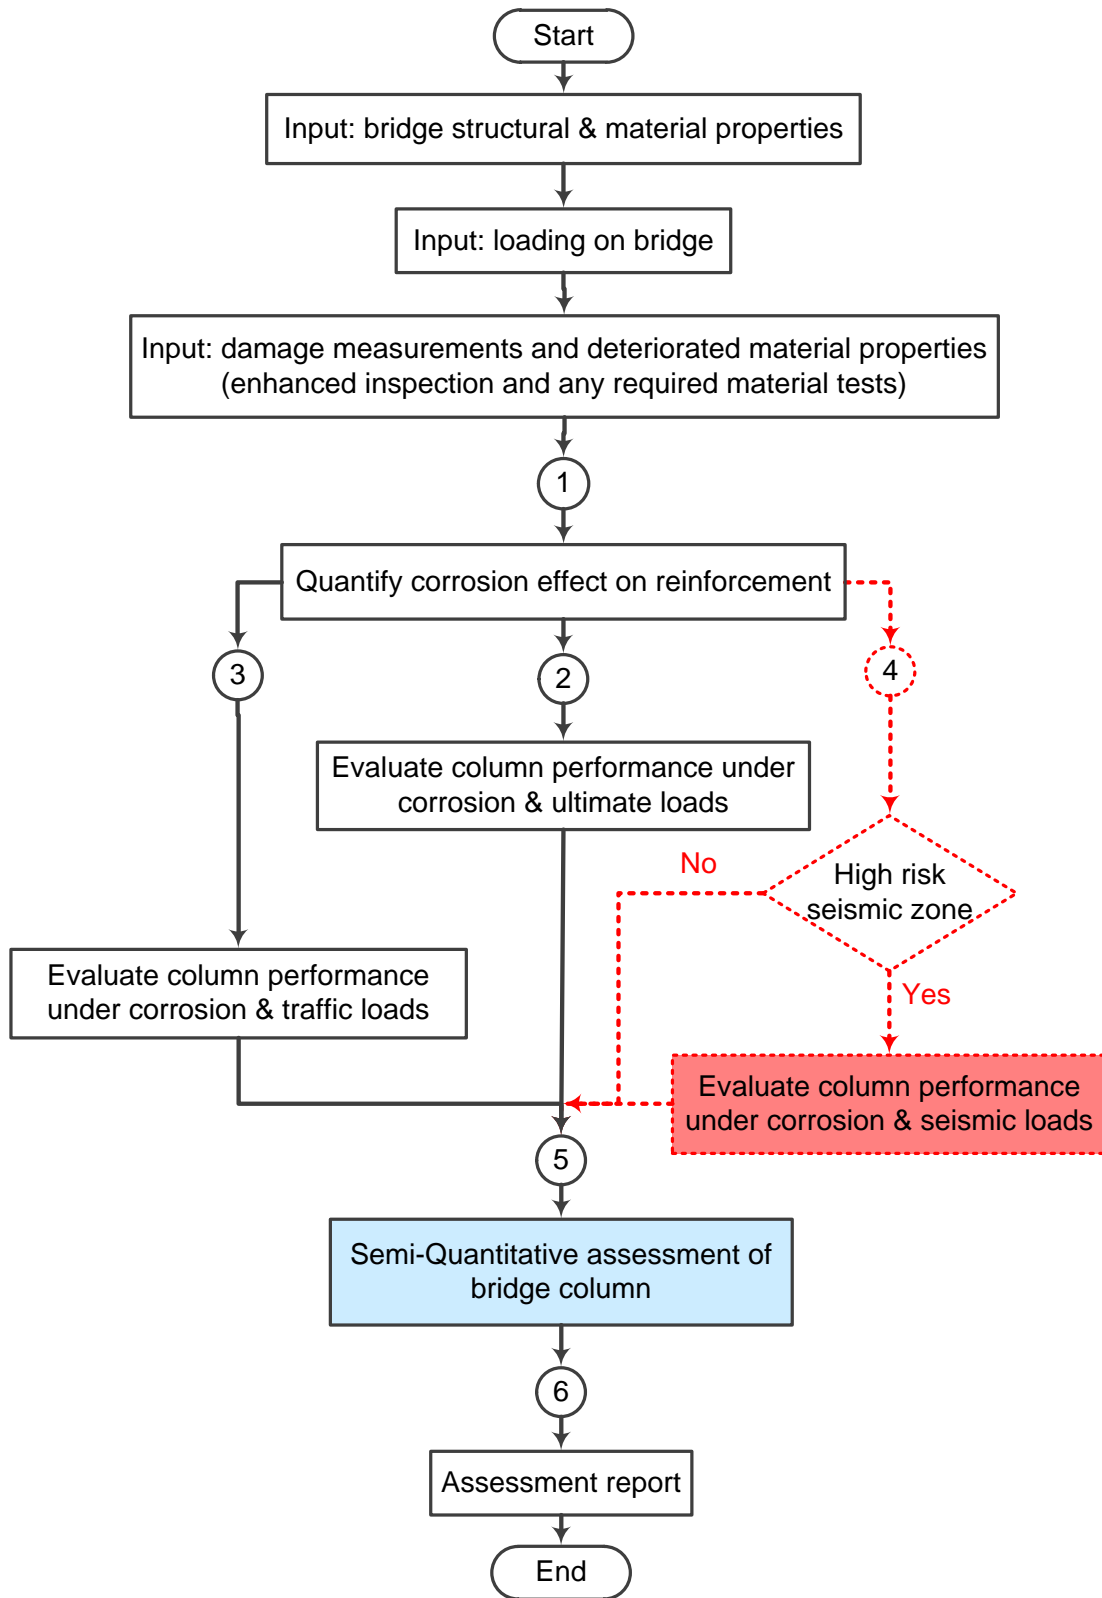 Start
Input: bridge structural & material properties
Input: loading on bridge
Input: damage measurements and deteriorated material properties
(enhanced inspection and any required material tests)
1
Quantify corrosion effect on reinforcement
3
2
4
Evaluate column performance under
corrosion & ultimate loads
No
High risk
seismic zone
Evaluate column performance
under corrosion & traffic loads
Yes
Evaluate column performance
under corrosion & seismic loads
5
Semi-Quantitative assessment of
bridge column
6
Assessment report
End